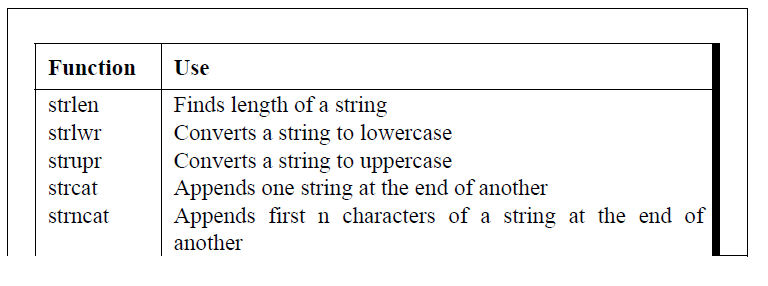 Function Use
strlen Finds length of a string
strlwr Converts a string to lowercase
strupr Converts a string to uppercase
strcat Appends one string at the end of another
strncat Appends first n characters of a string at the end of
another